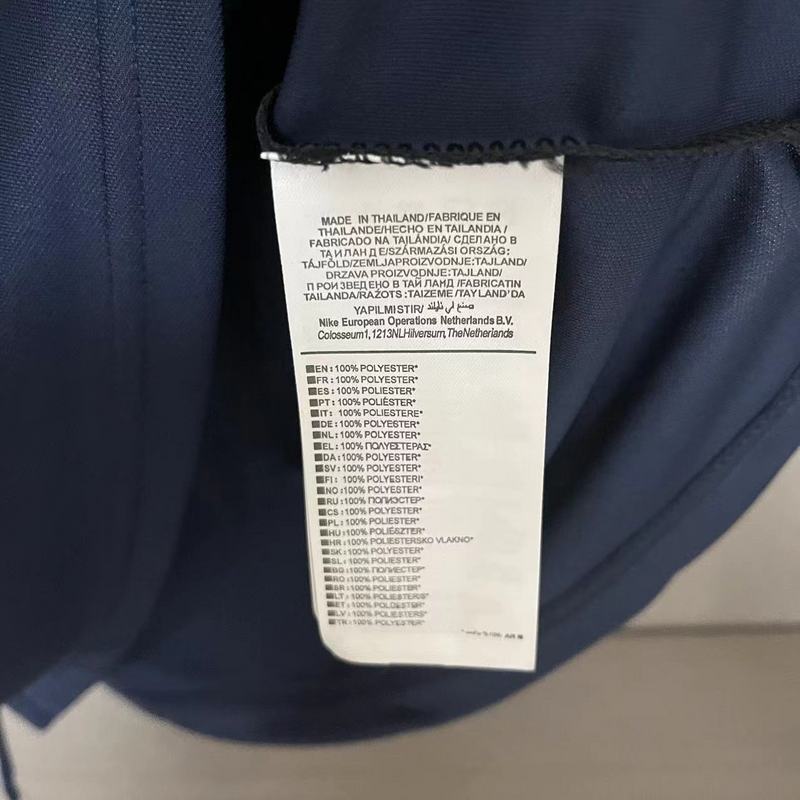 MADE IN THAILAND/FABRIQUE EN
THAILANDE/HECHO EN TAILANDIA /
FABRICADO NA TAILÂNDIA/ СДЕЛАНО В
ТАИЛАНДЕ/SZÁRMAZÁSI ORSZÁG:
TÁJFÖLD/ZEMLJAPROIZVODNJE:TAJLAND/
DRZAVA PROIZVODNJE:TAJLAND/
ПРОИЗВЕДЕНО В ТАЙЛАНД /FABRICATIN
TAILANDA/RAŽOTS :TAIZEME /TAYLAND'DA
YAPILMISTIR/ صنع في تايلند
Nike European Operations Netherlands B.V.
Colosseum1, 1213NLHilversum, TheNetherlands
EN : 100% POLYESTER*
FR : 100% POLYESTER*
ES : 100% POLIESTER*
PT : 100% POLIÉSTER*
IT : 100% POLIESTERE*
DE : 100% POLYESTER*
NL : 100% POLYESTER*
EL : 100% ΠΟΛΥΕΣΤΕΡΑΣ*
DA : 100% POLYESTER*
SV : 100% POLYESTER*
FI : 100% POLYESTERI*
NO : 100% POLYESTER*
RU : 100% ПОЛИЭСТЕР*
CS : 100% POLYESTER*
PL : 100% POLIESTER*
HU : 100% POLIÉSZTER*
HR : 100% POLIESTERSKO VLAKNO*
SK : 100% POLYESTER*
SL : 100% POLIESTER*
BG : 100% ПОЛИЕСТЕР*
RO : 100% POLIESTER*
SR : 100% POLIESTER*
LT : 100% POLIESTERIS*
ET : 100% POLÜESTER*
LV : 100% POLIESTERS*
TR : 100% POLYESTER*